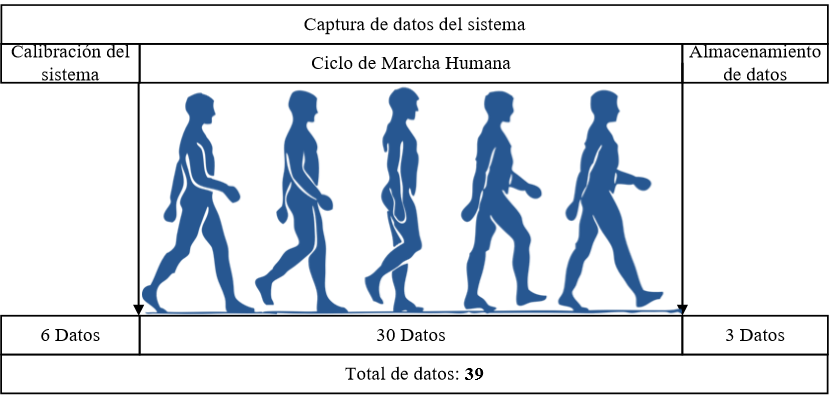 Captura de datos del sistema
Calibración del
sistema
Ciclo de Marcha Humana
Almacenamiento
de datos
6 Datos
30 Datos
3 Datos
Total de datos: 39